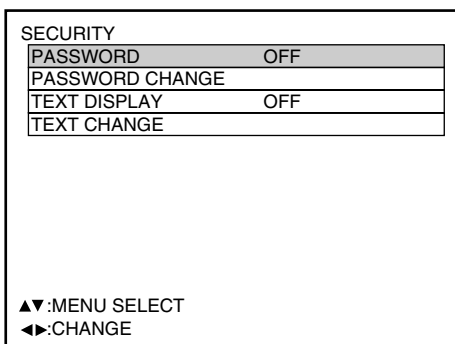 SECURITY
PASSWORD OFF
PASSWORD CHANGE
TEXT DISPLAY OFF
TEXT CHANGE
▲▼:MENU SELECT
◀▶:CHANGE